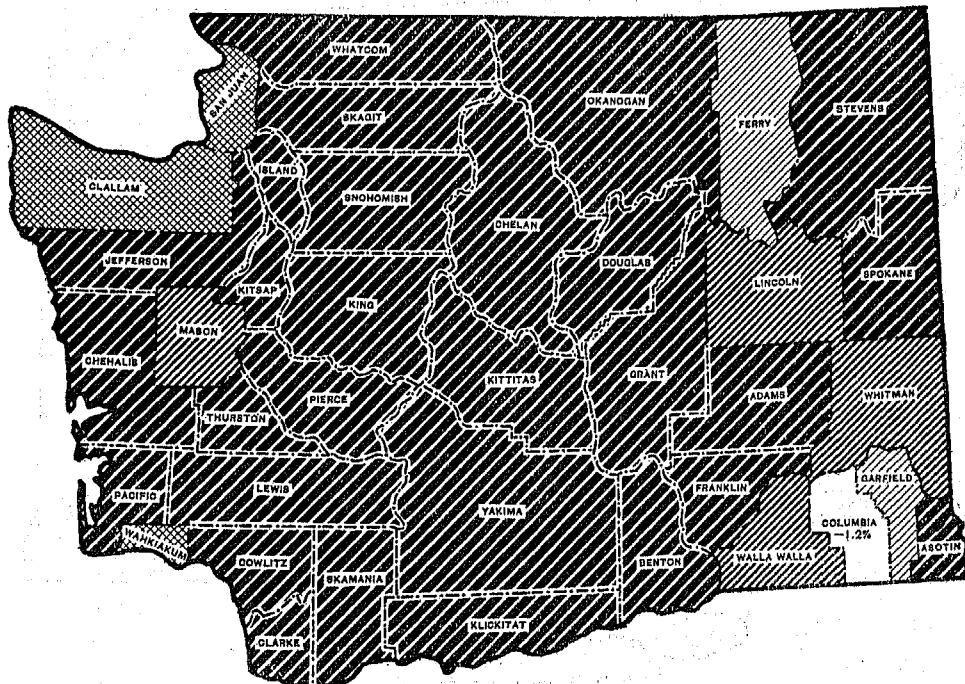 WHATCOM
SAN JUAN
SKAGIT
OKANOGAN
FERRY
STEVENS
ISLAND
CLALLAM
SNOHOMISH
CHELAN
JEFFERSON
DOUGLAS
KITSAP
KING
LINCOLN
SPOKANE
MASON
CHEHALIS
KITTITAS
GRANT
PIERCE
ADAMS
WHITMAN
THURSTON
GARFIELD
LEWIS
FRANKLIN
PACIFIC
YAKIMA
COLUMBIA
−1.2%
WAHKIAKUM
ASOTIN
COWLITZ
WALLA WALLA
BENTON
SKAMANIA
KLICKITAT
CLARKE